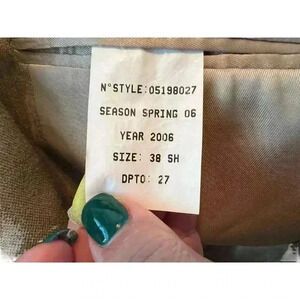 N°STYLE:05198027
SEASON SPRING 06
YEAR 2006
SIZE: 38 SH
DPTO: 27